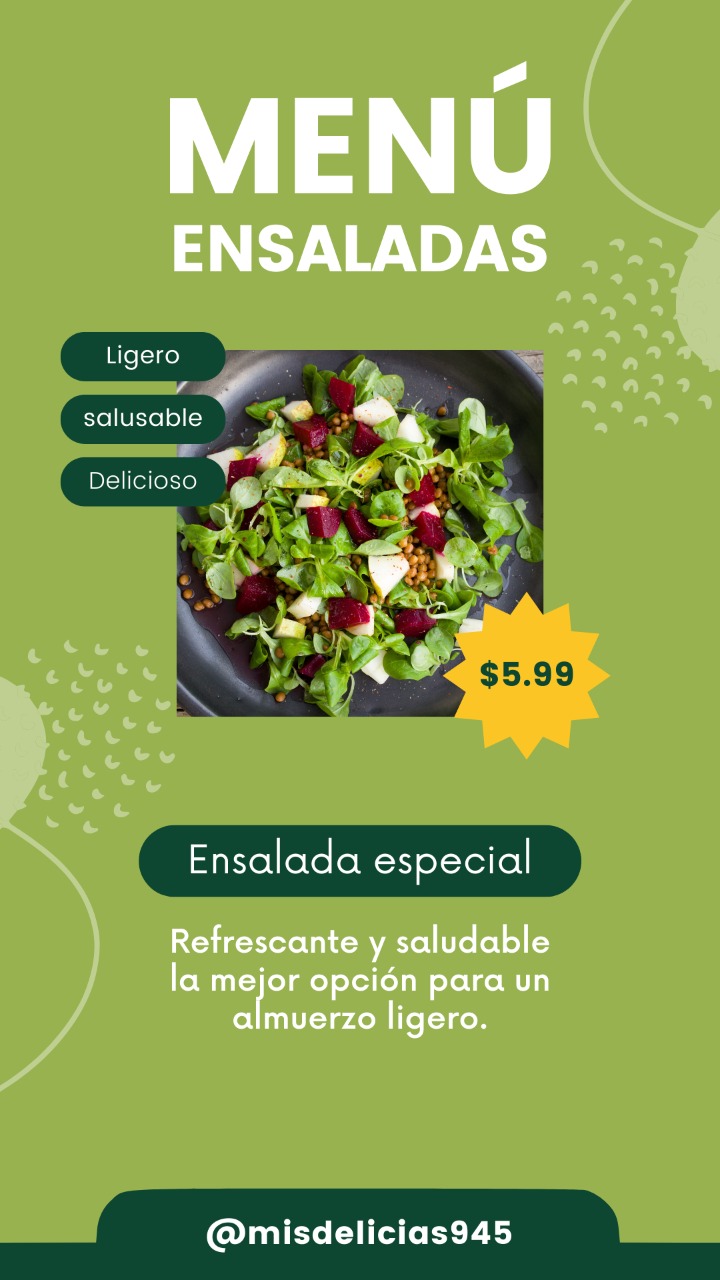 MENÚ
ENSALADAS
Ligero
salusable
Delicioso
$5.99
Ensalada especial
Refrescante y saludable
la mejor opción para un
almuerzo ligero.
@misdelicias945